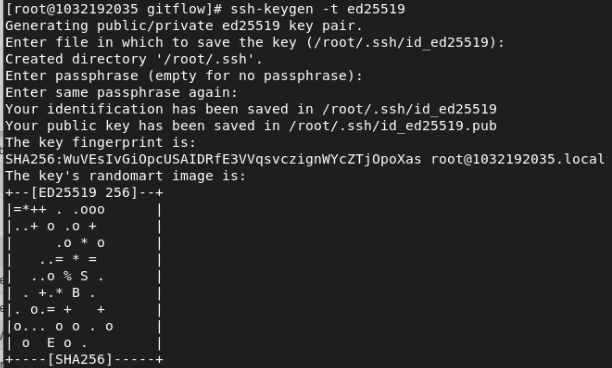 [root@1032192035 gitflow]# ssh-keygen -t ed25519
Generating public/private ed25519 key pair.
Enter file in which to save the key (/root/.ssh/id_ed25519):
Created directory '/root/.ssh'.
Enter passphrase (empty for no passphrase):
Enter same passphrase again:
Your identification has been saved in /root/.ssh/id_ed25519
Your public key has been saved in /root/.ssh/id_ed25519.pub
The key fingerprint is:
SHA256:WuVEsIvGiOpcUSAIDRfE3VVqsvczignWYcZTjOpoXas root@1032192035.local
The key's randomart image is:
+--[ED25519 256]--+
|=*++ . .ooo      |
|..+ o .o +       |
|      .o * o     |
|    ..= * =      |
|   ..o % S .     |
|  . +.* B .      |
|. o.= +   +      |
|o... o o . o     |
| o  E o .        |
+----[SHA256]-----+